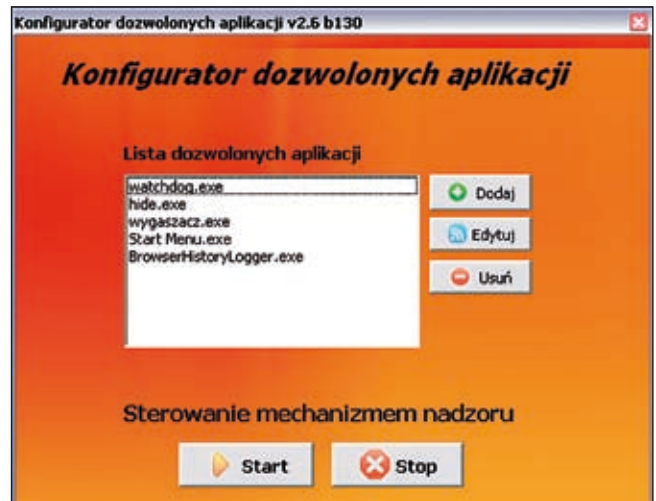 Konfigurator dozwolonych aplikacji v2.6 b130
Konfigurator dozwolonych aplikacji
Lista dozwolonych aplikacji
watchdog.exe
hide.exe
wygaszacz.exe
Start Menu.exe
BrowserHistoryLogger.exe
Dodaj
Edytuj
Usuń
Sterowanie mechanizmem nadzoru
Start
Stop